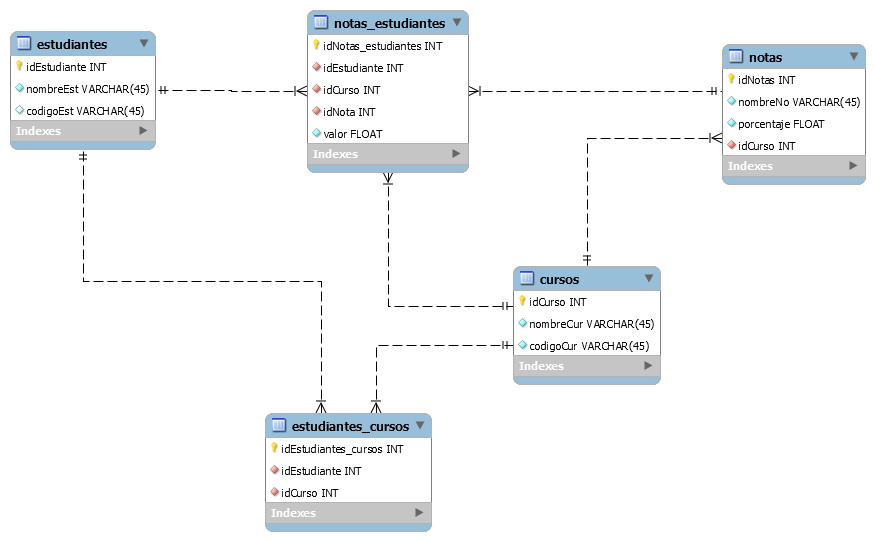 estudiantes
idEstudiante INT
nombreEst VARCHAR(45)
codigoEst VARCHAR(45)
Indexes
notas_estudiantes
idNotas_estudiantes INT
idEstudiante INT
idCurso INT
idNota INT
valor FLOAT
Indexes
notas
idNotas INT
nombreNo VARCHAR(45)
porcentaje FLOAT
idCurso INT
Indexes
cursos
idCurso INT
nombreCur VARCHAR(45)
codigoCur VARCHAR(45)
Indexes
estudiantes_cursos
idEstudiantes_cursos INT
idEstudiante INT
idCurso INT
Indexes